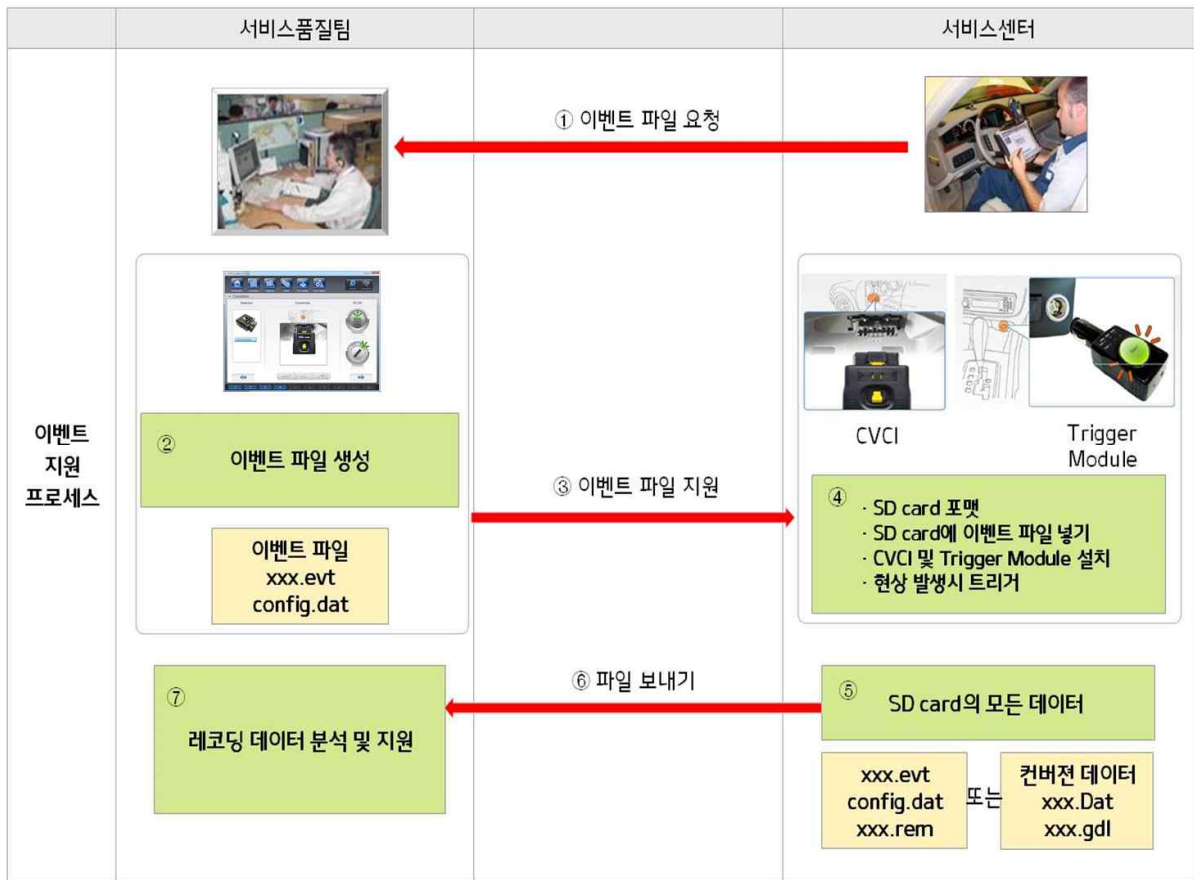 서비스품질팀
서비스센터
이벤트
지원
프로세스
① 이벤트 파일 요청
②
이벤트 파일 생성
이벤트 파일
xxx.evt
config.dat
③ 이벤트 파일 지원
CVCI
Trigger
Module
④
· SD card 포맷
· SD card에 이벤트 파일 넣기
· CVCI 및 Trigger Module 설치
· 현상 발생시 트리거
⑤
SD card의 모든 데이터
xxx.evt
config.dat
xxx.rem
또는
컨버젼 데이터
xxx.Dat
xxx.gdl
⑥ 파일 보내기
⑦
레코딩 데이터 분석 및 지원